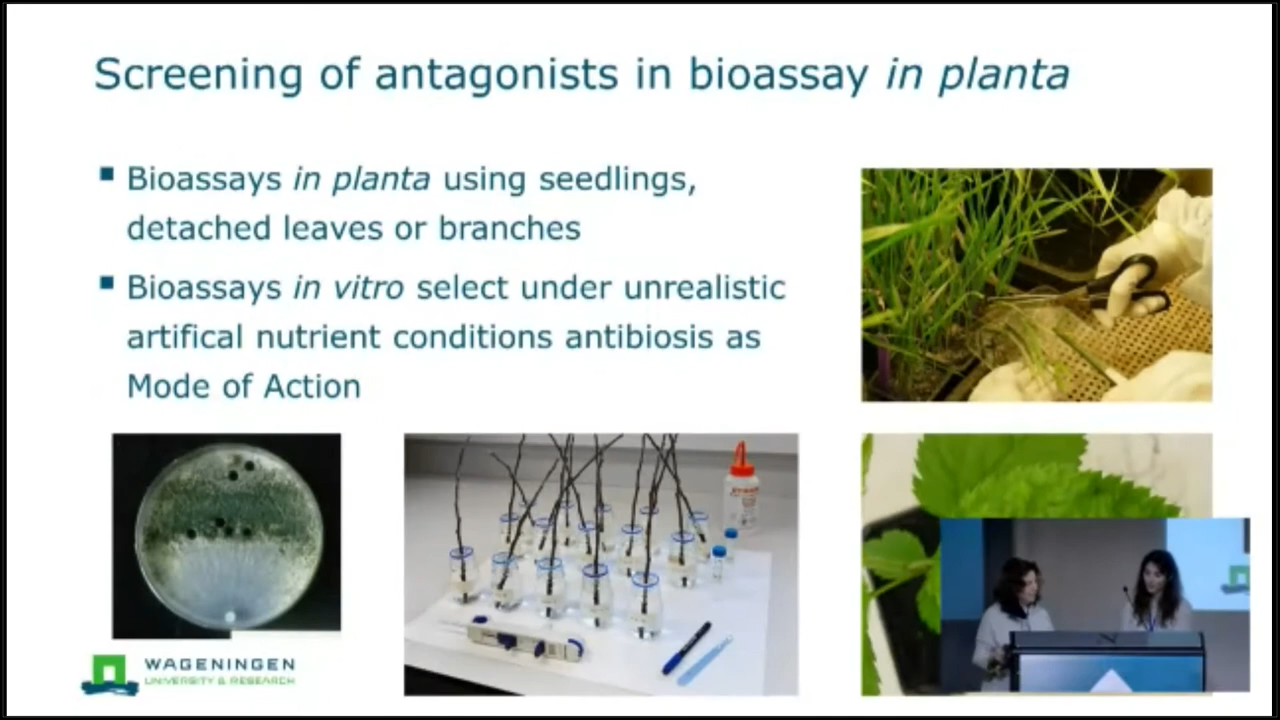 Screening of antagonists in bioassay in planta
Bioassays in planta using seedlings,
detached leaves or branches
Bioassays in vitro select under unrealistic
artifical nutrient conditions antibiosis as
Mode of Action
WAGENINGEN
UNIVERSITY & RESEARCH